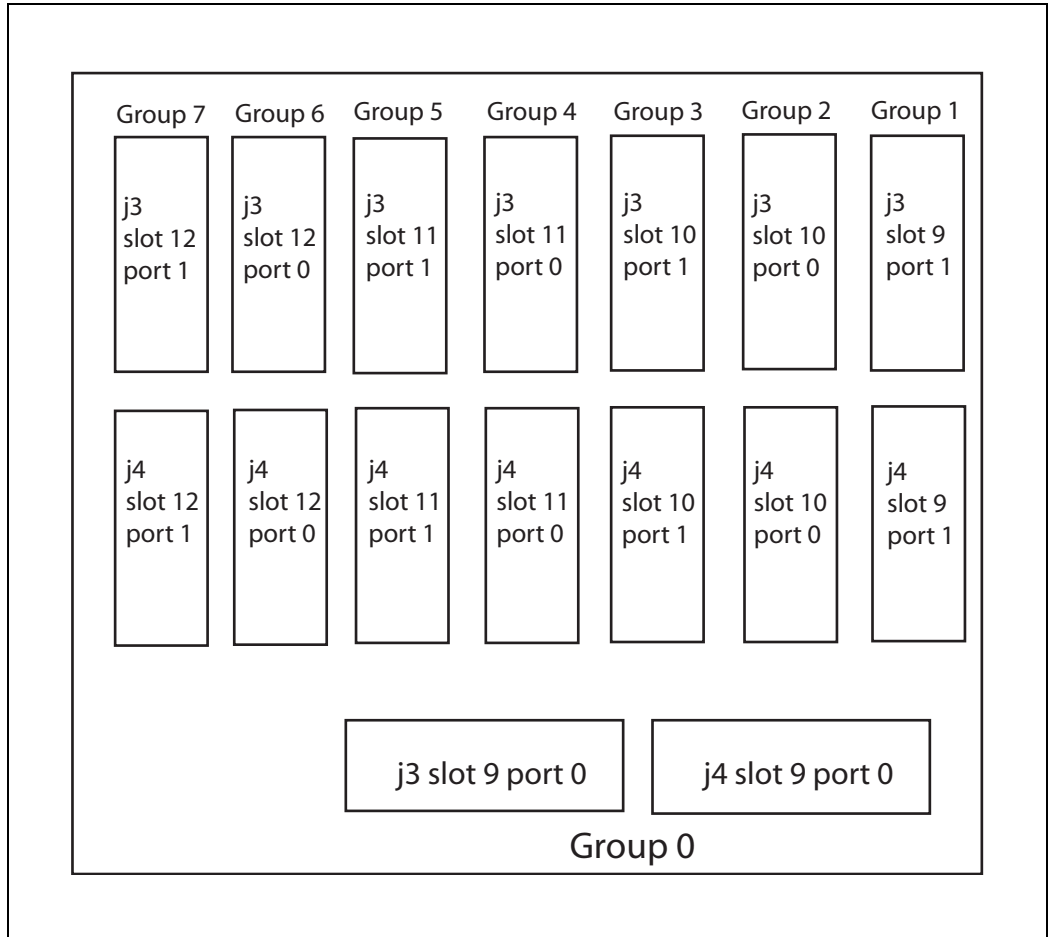 Group 7 Group 6 Group 5 Group 4 Group 3 Group 2 Group 1
j3
slot 12
port 1
j3
slot 12
port 0
j3
slot 11
port 1
j3
slot 11
port 0
j3
slot 10
port 1
j3
slot 10
port 0
j3
slot 9
port 1
j4
slot 12
port 1
j4
slot 12
port 0
j4
slot 11
port 1
j4
slot 11
port 0
j4
slot 10
port 1
j4
slot 10
port 0
j4
slot 9
port 1
j3 slot 9 port 0
j4 slot 9 port 0
Group 0